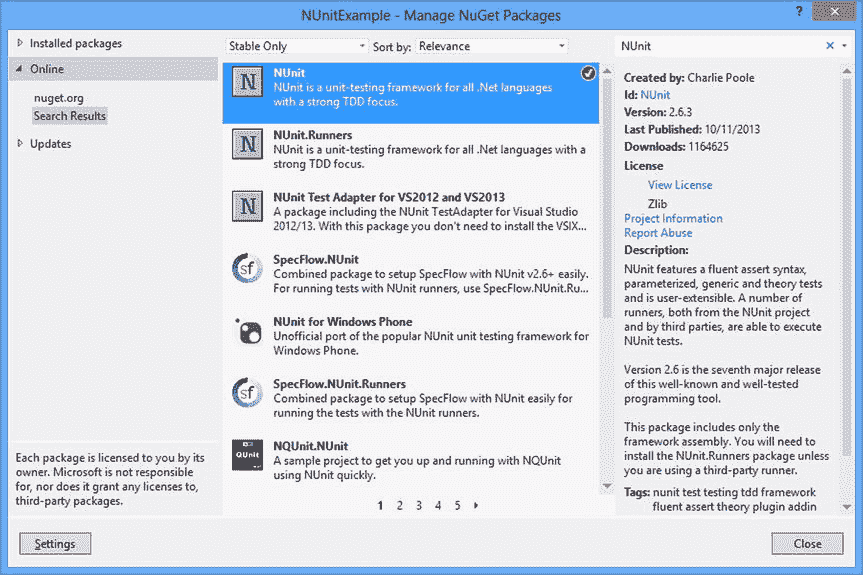 NUnitExample - Manage NuGet Packages
?
Installed packages
Online
nuget.org
Search Results
Updates
Each package is licensed to you by its
owner. Microsoft is not responsible
for, nor does it grant any licenses to,
third-party packages.
Stable Only
Sort by: Relevance
NUnit
NUnit is a unit-testing framework for all .Net languages
with a strong TDD focus.
NUnit.Runners
NUnit is a unit-testing framework for all .Net languages with a
strong TDD focus.
NUnit Test Adapter for VS2012 and VS2013
A package including the NUnit TestAdapter for Visual Studio
2012/13. With this package you don't need to install the VSIX...
SpecFlow.NUnit
Combined package to setup SpecFlow with NUnit v2.6+ easily.
For running tests with NUnit runners, use SpecFlow.NUnit.Ru...
NUnit for Windows Phone
Unofficial port of the popular NUnit unit testing framework for
Windows Phone.
SpecFlow.NUnit.Runners
Combined package to setup SpecFlow with NUnit easily for
running the tests with the NUnit runners.
NQUnit.NUnit
A sample project to get you up and running with NQUnit
using NUnit quickly.
N
N
N
sf
sf
QUnit
1 2 3 4 5
NUnit
Created by: Charlie Poole
Id: NUnit
Version: 2.6.3
Last Published: 10/11/2013
Downloads: 1164625
License
View License
Zlib
Project Information
Report Abuse
Description:
NUnit features a fluent assert syntax,
parameterized, generic and theory tests
and is user-extensible. A number of
runners, both from the NUnit project
and by third parties, are able to execute
NUnit tests.
Version 2.6 is the seventh major release
of this well-known and well-tested
programming tool.
This package includes only the
framework assembly. You will need to
install the NUnit.Runners package unless
you are using a third-party runner.
Tags: nunit test testing tdd framework
fluent assert theory plugin addin
Settings
Close